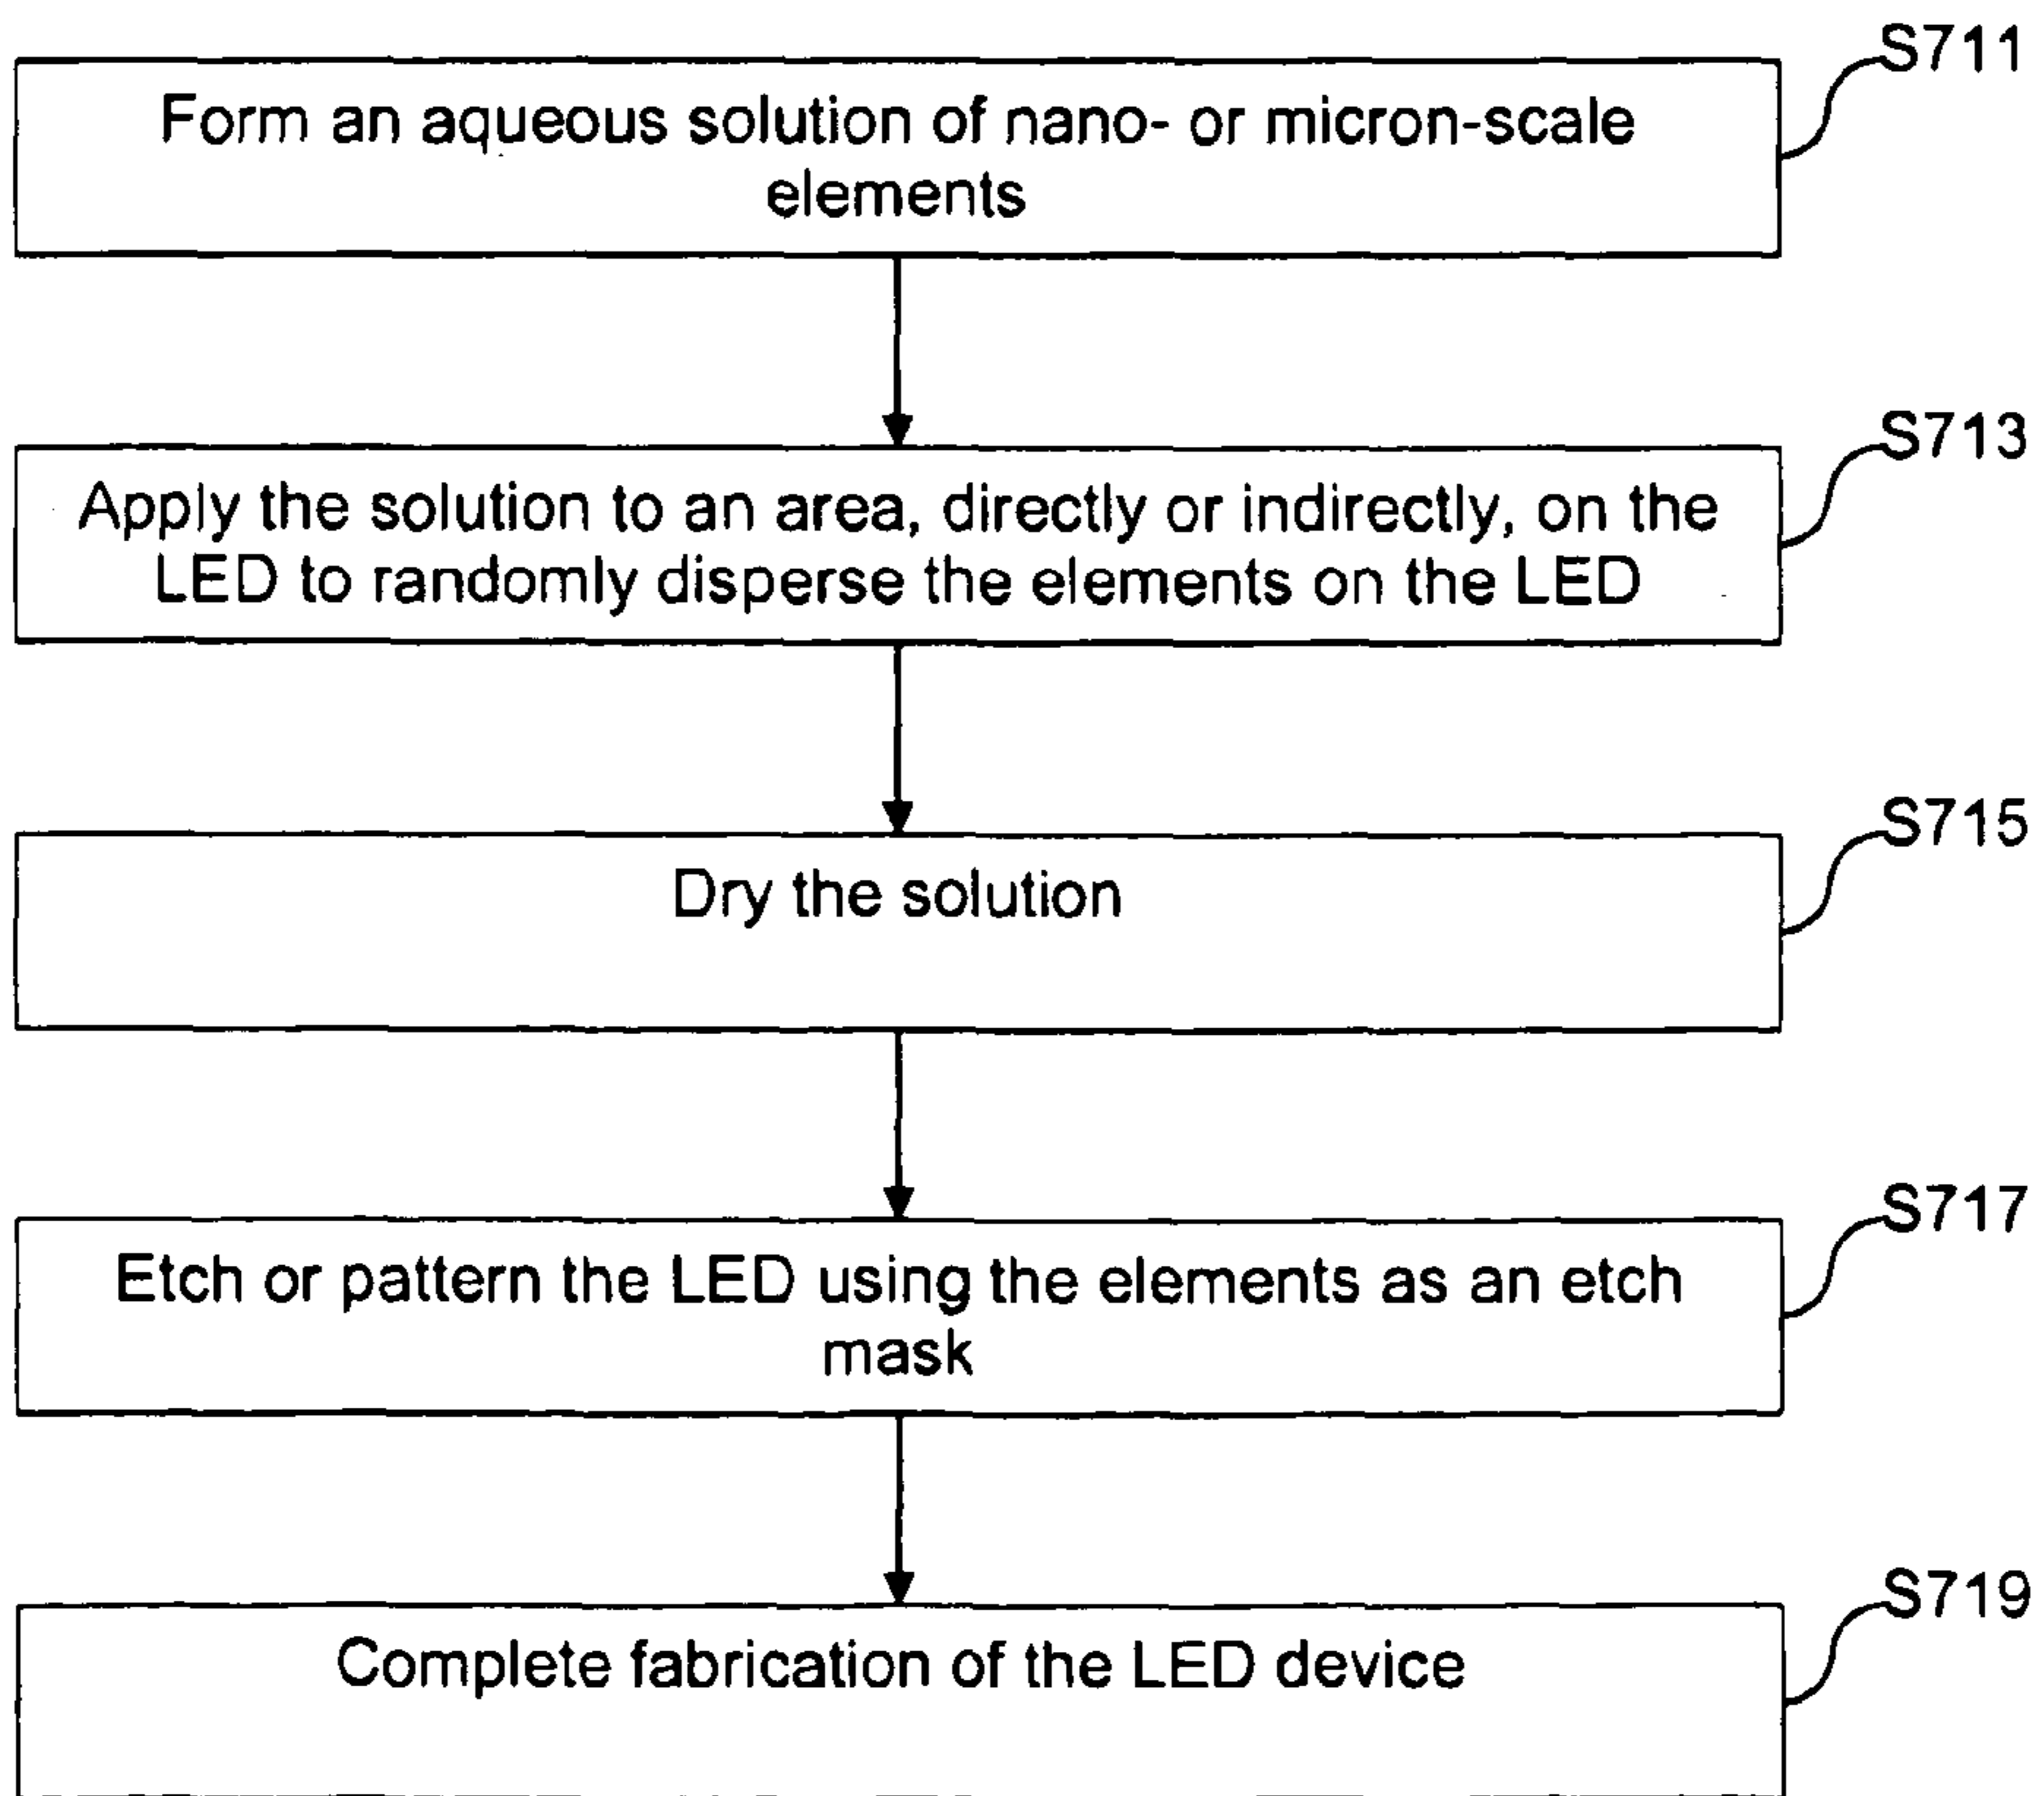 S711
Form an aqueous solution of nano- or micron-scale
elements
S713
Apply the solution to an area, directly or indirectly, on the
LED to randomly disperse the elements on the LED
S715
Dry the solution
S717
Etch or pattern the LED using the elements as an etch
mask
S719
Complete fabrication of the LED device